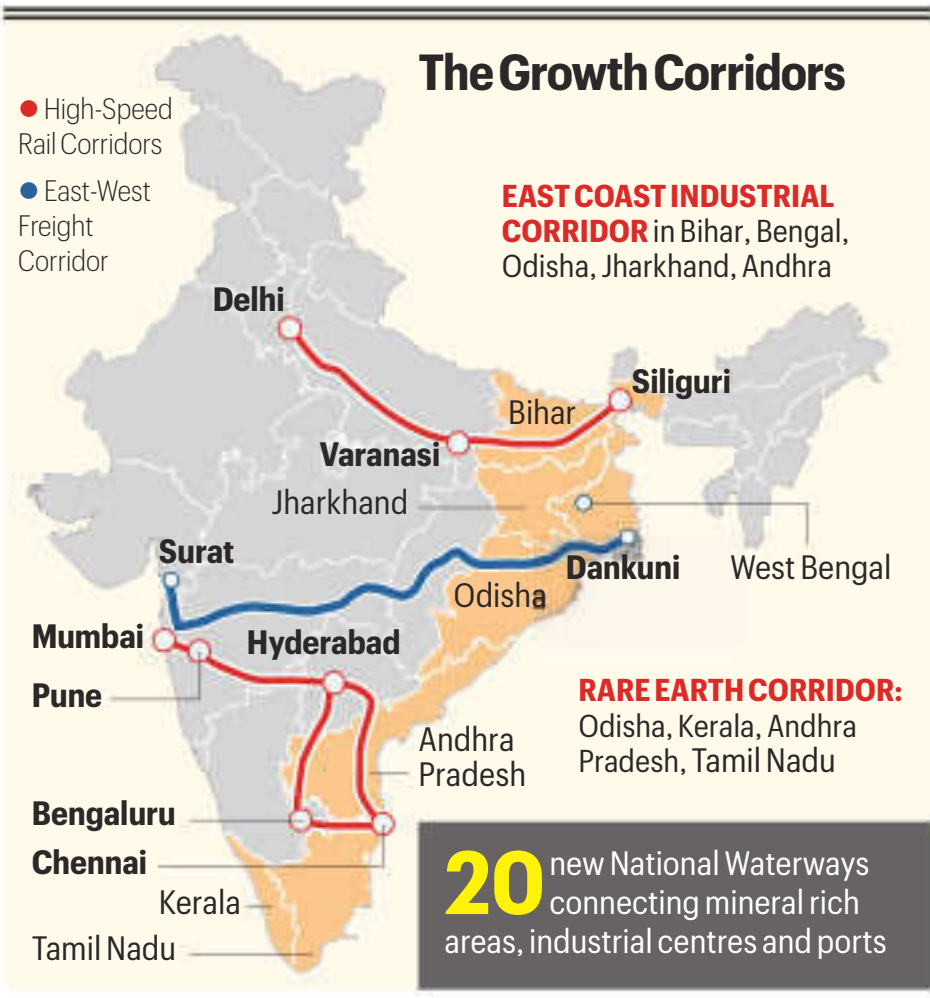 The Growth Corridors
● High-Speed
Rail Corridors
● East-West
Freight
Corridor
EAST COAST INDUSTRIAL
CORRIDOR in Bihar, Bengal,
Odisha, Jharkhand, Andhra
Delhi
Siliguri
Bihar
Varanasi
Jharkhand
Surat
Dankuni
West Bengal
Odisha
Mumbai
Hyderabad
Pune
RARE EARTH CORRIDOR:
Odisha, Kerala, Andhra
Pradesh, Tamil Nadu
Andhra
Pradesh
Bengaluru
Chennai
Kerala
Tamil Nadu
20 new National Waterways
connecting mineral rich
areas, industrial centres and ports